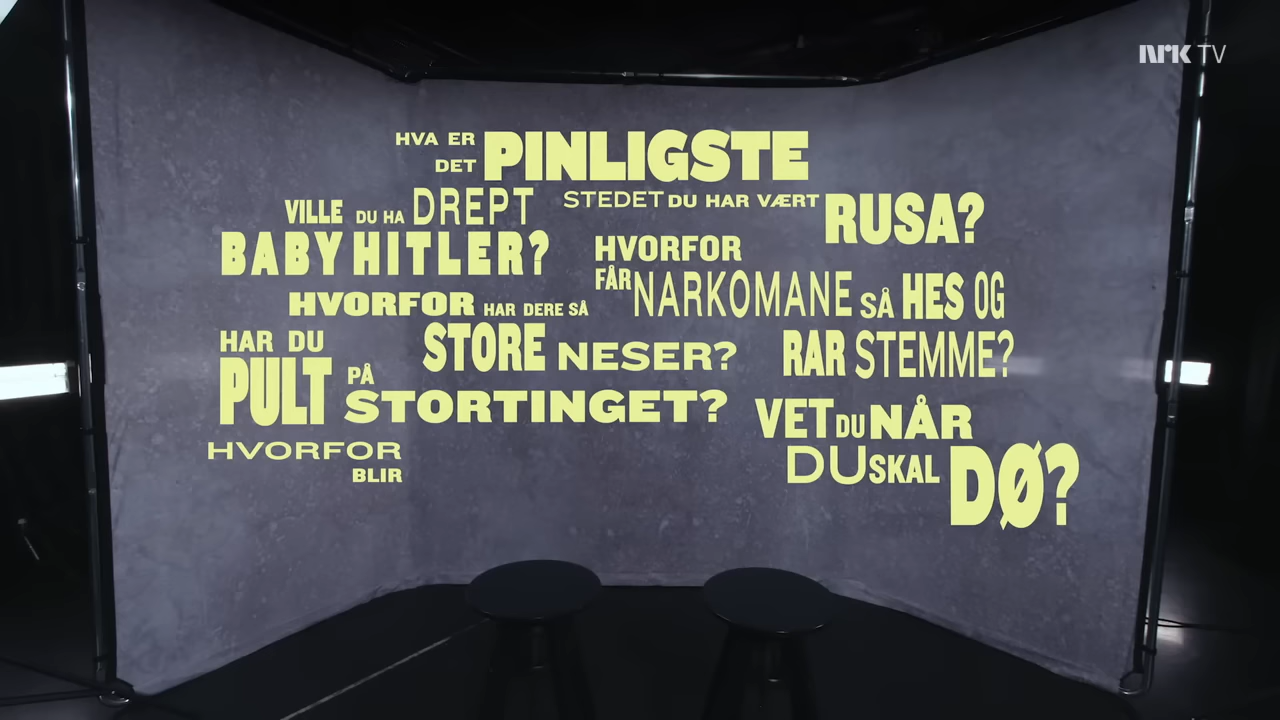 nrk TV
HVA ER
DET PINLIGSTE
STEDET DU HAR VÆRT RUSA?
VILLE DU HA DREPT
BABY HITLER?
HVORFOR
FÅR NARKOMANE SÅ HES OG
RAR STEMME?
HVORFOR HAR DERE SÅ
STORE NESER?
HAR DU
PULT PÅ
STORTINGET?
VET DU NÅR
DU SKAL DØ?
HVORFOR
BLIR